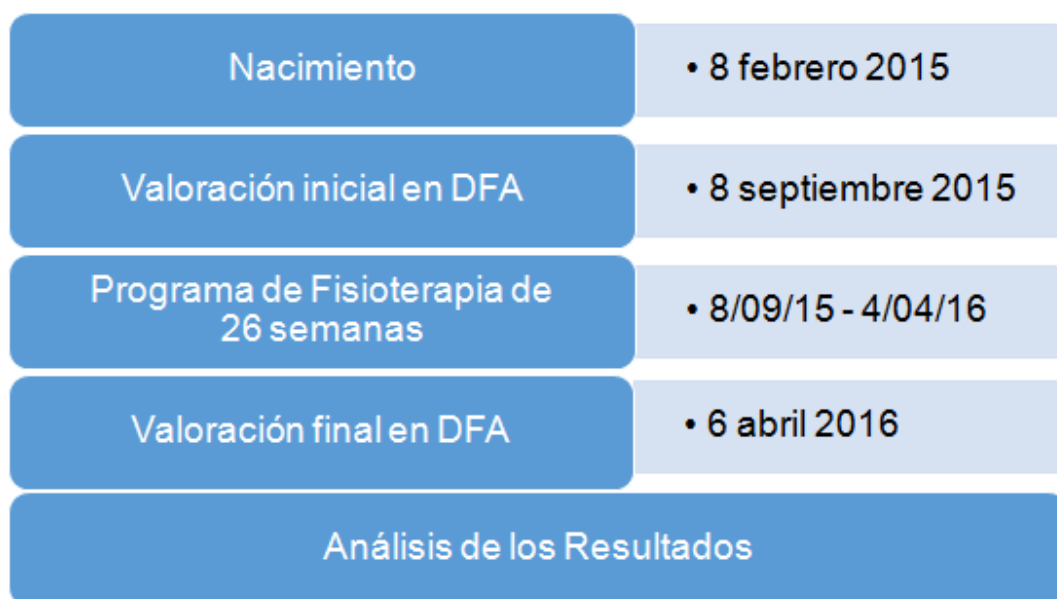 Nacimiento
• 8 febrero 2015
Valoración inicial en DFA
• 8 septiembre 2015
Programa de Fisioterapia de
26 semanas
• 8/09/15 - 4/04/16
Valoración final en DFA
• 6 abril 2016
Análisis de los Resultados